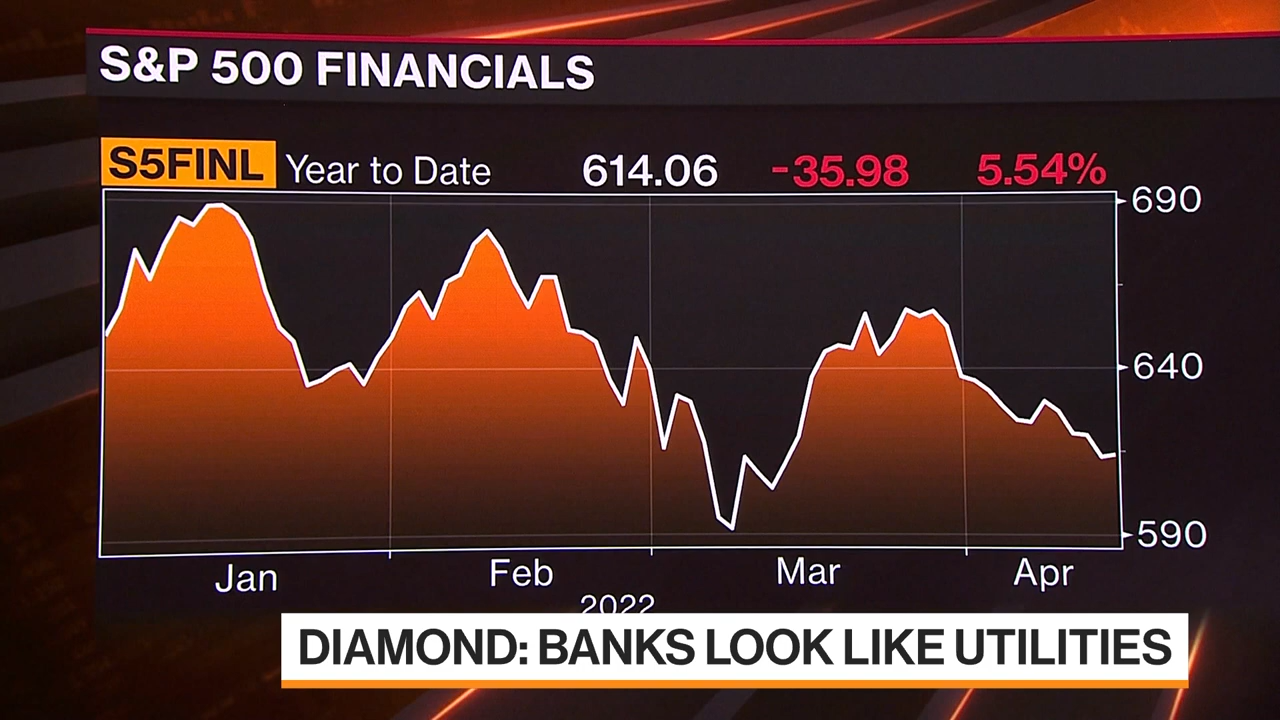 S&P 500 FINANCIALS
S5FINL Year to Date 614.06 -35.98 5.54%
690
640
590
Jan Feb Mar Apr
2022
DIAMOND: BANKS LOOK LIKE UTILITIES